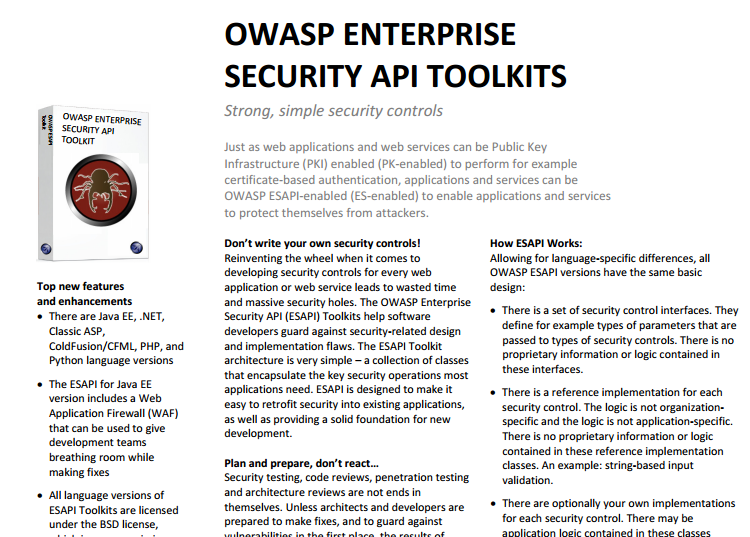 OWASP ENTERPRISE
SECURITY API TOOLKITS
Strong, simple security controls
Just as web applications and web services can be Public Key
Infrastructure (PKI) enabled (PK-enabled) to perform for example
certificate-based authentication, applications and services can be
OWASP ESAPI-enabled (ES-enabled) to enable applications and services
to protect themselves from attackers.
OWASP ENTERPRISE
SECURITY API
TOOLKIT
OWASP ESAPI
Toolkit
Top new features
and enhancements
• There are Java EE, .NET,
Classic ASP,
ColdFusion/CFML, PHP, and
Python language versions
• The ESAPI for Java EE
version includes a Web
Application Firewall (WAF)
that can be used to give
development teams
breathing room while
making fixes
• All language versions of
ESAPI Toolkits are licensed
under the BSD license,
Don't write your own security controls!
Reinventing the wheel when it comes to
developing security controls for every web
application or web service leads to wasted time
and massive security holes. The OWASP Enterprise
Security API (ESAPI) Toolkits help software
developers guard against security-related design
and implementation flaws. The ESAPI Toolkit
architecture is very simple – a collection of classes
that encapsulate the key security operations most
applications need. ESAPI is designed to make it
easy to retrofit security into existing applications,
as well as providing a solid foundation for new
development.
Plan and prepare, don't react…
Security testing, code reviews, penetration testing
and architecture reviews are not ends in
themselves. Unless architects and developers are
prepared to make fixes, and to guard against
vulnerabilities in the first place, the results of
How ESAPI Works:
Allowing for language-specific differences, all
OWASP ESAPI versions have the same basic
design:
• There is a set of security control interfaces. They
define for example types of parameters that are
passed to types of security controls. There is no
proprietary information or logic contained in
these interfaces.
• There is a reference implementation for each
security control. The logic is not organization-
specific and the logic is not application-specific.
There is no proprietary information or logic
contained in these reference implementation
classes. An example: string-based input
validation.
• There are optionally your own implementations
for each security control. There may be
application logic contained in these classes